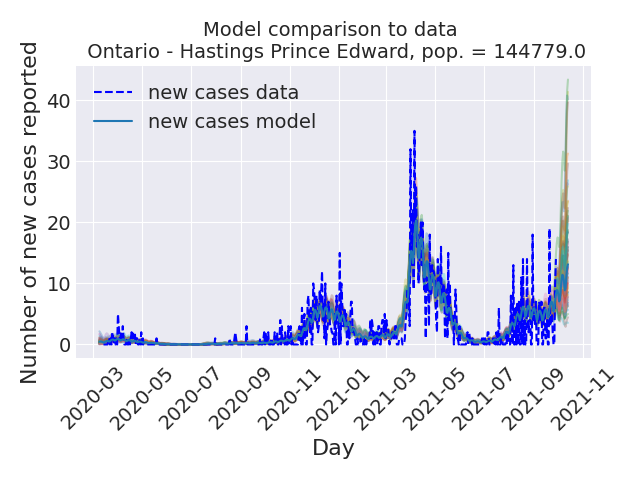 Model comparison to data
Ontario - Hastings Prince Edward, pop. = 144779.0
Number of new cases reported
40
30
20
10
0
new cases data
new cases model
2020-03
2020-05
2020-07
2020-09
2020-11
2021-01
2021-03
2021-05
2021-07
2021-09
2021-11
Day